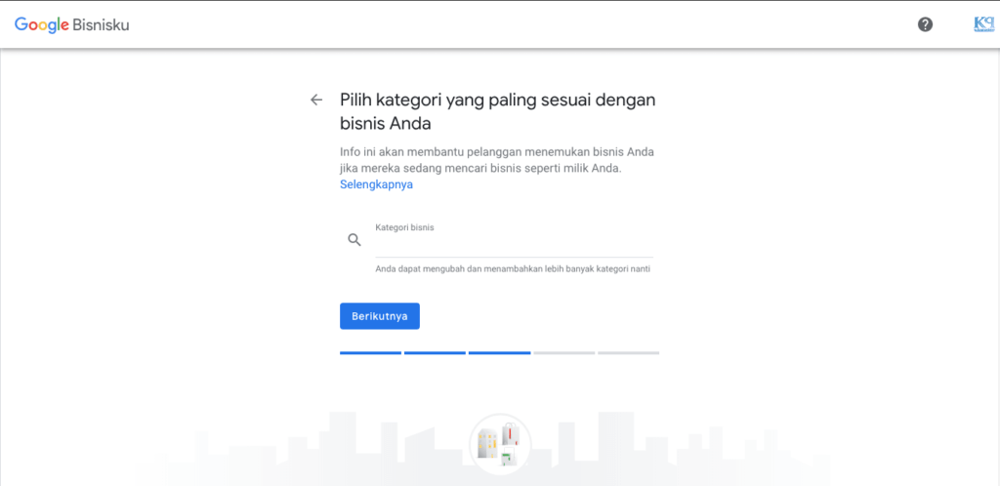 Google Bisnisku
Pilih kategori yang paling sesuai dengan
bisnis Anda
Info ini akan membantu pelanggan menemukan bisnis Anda
jika mereka sedang mencari bisnis seperti milik Anda.
Selengkapnya
Kategori bisnis
Anda dapat mengubah dan menambahkan lebih banyak kategori nanti
Berikutnya